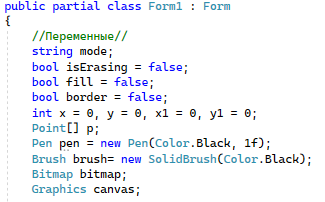 public partial class Form1 : Form
{
//Переменные//
string mode;
bool isErasing = false;
bool fill = false;
bool border = false;
int x = 0, y = 0, x1 = 0, y1 = 0;
Point[] p;
Pen pen = new Pen(Color.Black, 1f);
Brush brush= new SolidBrush(Color.Black);
Bitmap bitmap;
Graphics canvas;